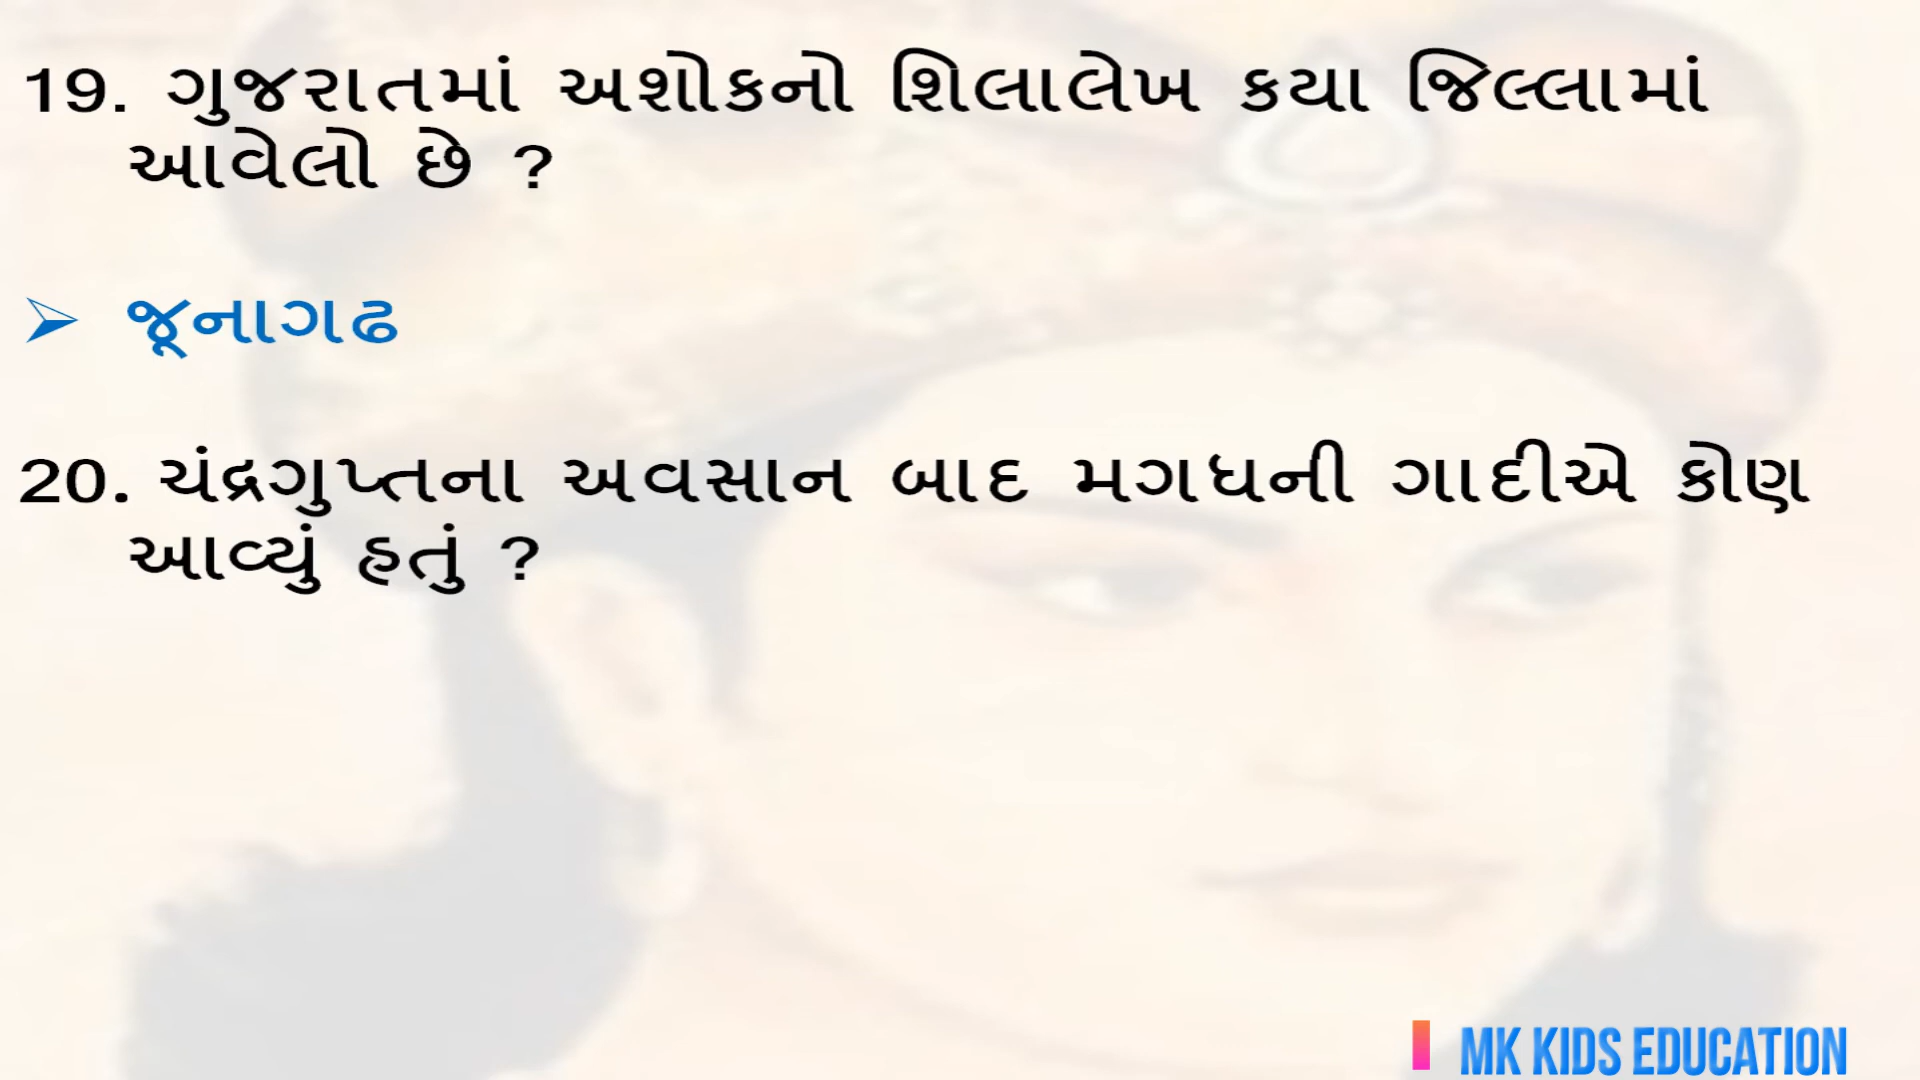 19. ગુજરાતમાં અશોકનો શિલાલેખ કયા જિલ્લામાં
આવેલો છે ?
➢ જૂનાગઢ
20. ચંદ્રગુપ્તના અવસાન બાદ મગધની ગાદીએ કોણ
આવ્યું હતું ?
MK KIDS EDUCATION